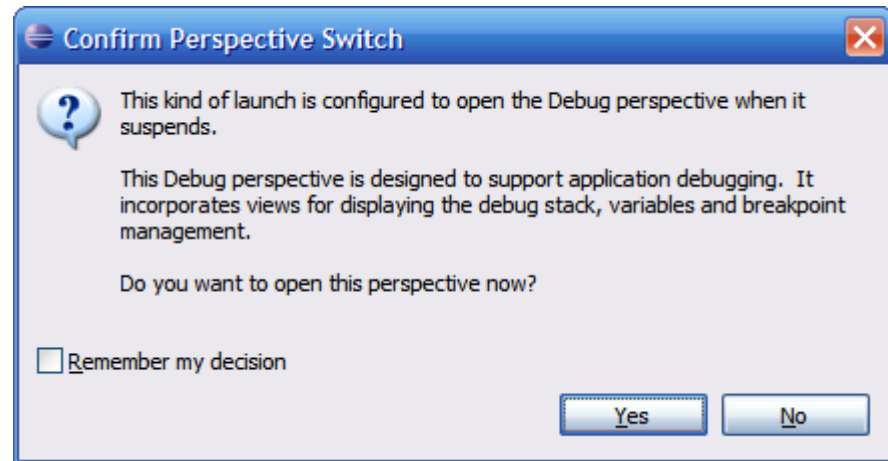 Confirm Perspective Switch
This kind of launch is configured to open the Debug perspective when it
suspends.
This Debug perspective is designed to support application debugging.  It
incorporates views for displaying the debug stack, variables and breakpoint
management.
Do you want to open this perspective now?
Remember my decision
Yes No